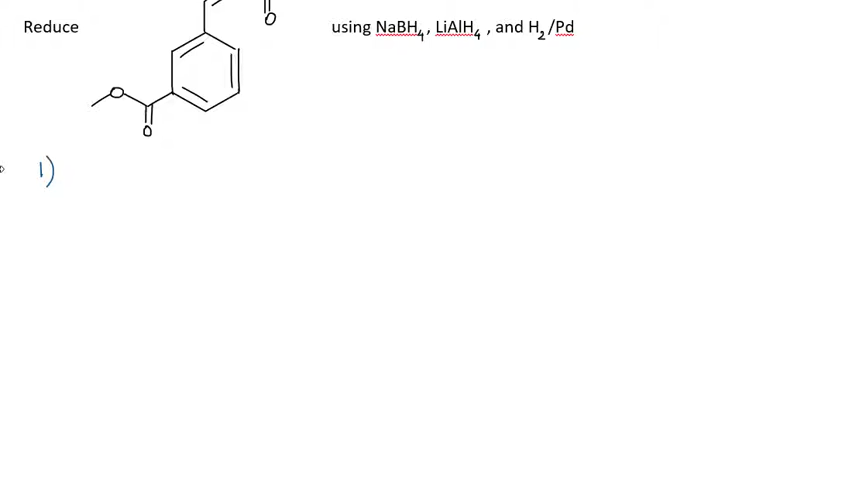 O
Reduce using NaBH₄, LiAlH₄ , and H₂/Pd
O
O
1)